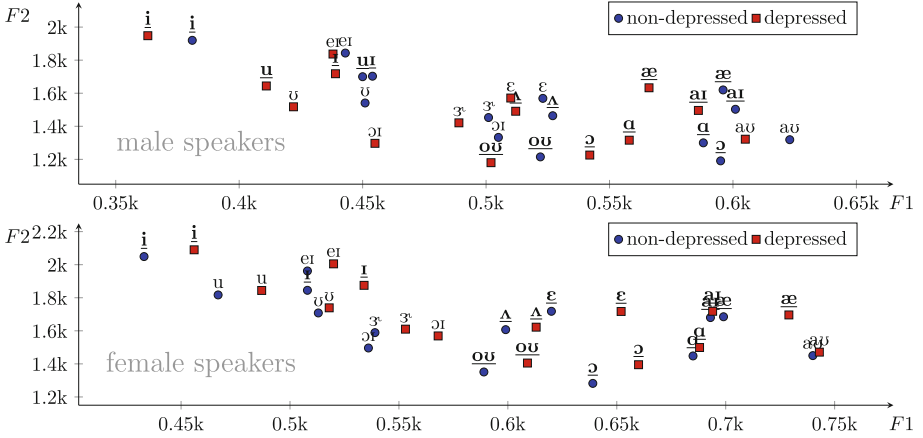 F2
non-depressed depressed
2k
1.8k
1.6k
1.4k
1.2k
i i
eɪ eɪ
u ɪ u ɪ
ʊ ʊ
ɔɪ ɔɪ
ɝ ɝ
ɛ ʌ ɛ ʌ
oʊ oʊ
ɔ ɑ æ aɪ æ aɪ
ɑ ɔ aʊ aʊ
male speakers
0.35k 0.4k 0.45k 0.5k 0.55k 0.6k 0.65k F1
F2
non-depressed depressed
2.2k
2k
1.8k
1.6k
1.4k
1.2k
i i
eɪ eɪ
u u ɪ ɪ
ʊ ʊ
ɝ ɔɪ ɝ ɔɪ
ʌ ʌ ɛ ɛ
oʊ oʊ
ɔ ɔ
aɪ aɪ æ æ
ɑ ɑ aʊ aʊ
female speakers
0.45k 0.5k 0.55k 0.6k 0.65k 0.7k 0.75k F1